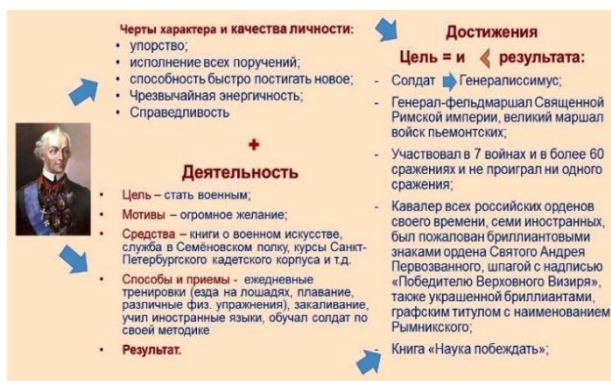 Черты характера и качества личности:
• упорство;
• исполнение всех поручений;
• способность быстро постигать новое;
• Чрезвычайная энергичность;
• Справедливость
+
Деятельность
• Цель – стать военным;
• Мотивы – огромное желание;
• Средства – книги о военном искусстве,
служба в Семёновском полку, курсы Санкт-
Петербургского кадетского корпуса и т.д.
• Способы и приемы - ежедневные
тренировки (езда на лошадях, плавание,
различные физ. упражнения), закаливание,
учил иностранные языки, обучал солдат по
своей методике
• Результат.
Достижения
Цель = и < результата:
- Солдат Генералиссимус;
- Генерал-фельдмаршал Священной
Римской империи, великий маршал
войск пьемонтских;
- Участвовал в 7 войнах и в более 60
сражениях и не проиграл ни одного
сражения;
- Кавалер всех российских орденов
своего времени, семи иностранных,
был пожалован бриллиантовыми
знаками ордена Святого Андрея
Первозванного, шпагой с надписью
«Победителю Верховного Визиря»,
также украшенной бриллиантами,
графским титулом с наименованием
Рымникского;
- Книга «Наука побеждать»;